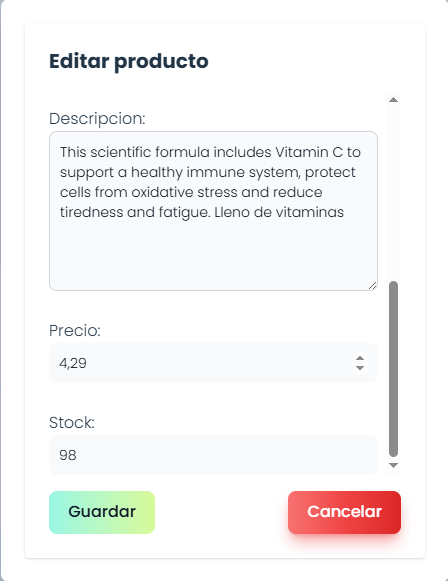 Editar producto
Descripcion:
This scientific formula includes Vitamin C to
support a healthy immune system, protect
cells from oxidative stress and reduce
tiredness and fatigue. Lleno de vitaminas
Precio:
4,29
Stock:
98
Guardar
Cancelar